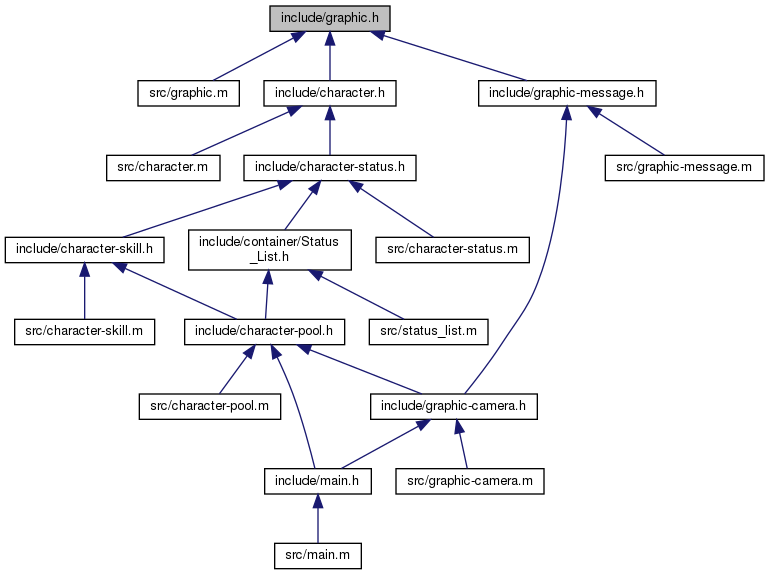 include/graphic.h
src/graphic.m
include/character.h
include/graphic-message.h
src/character.m
include/character-status.h
src/graphic-message.m
include/character-skill.h
include/container/Status
_List.h
src/character-status.m
src/character-skill.m
include/character-pool.h
src/status_list.m
src/character-pool.m
include/graphic-camera.h
include/main.h
src/graphic-camera.m
src/main.m